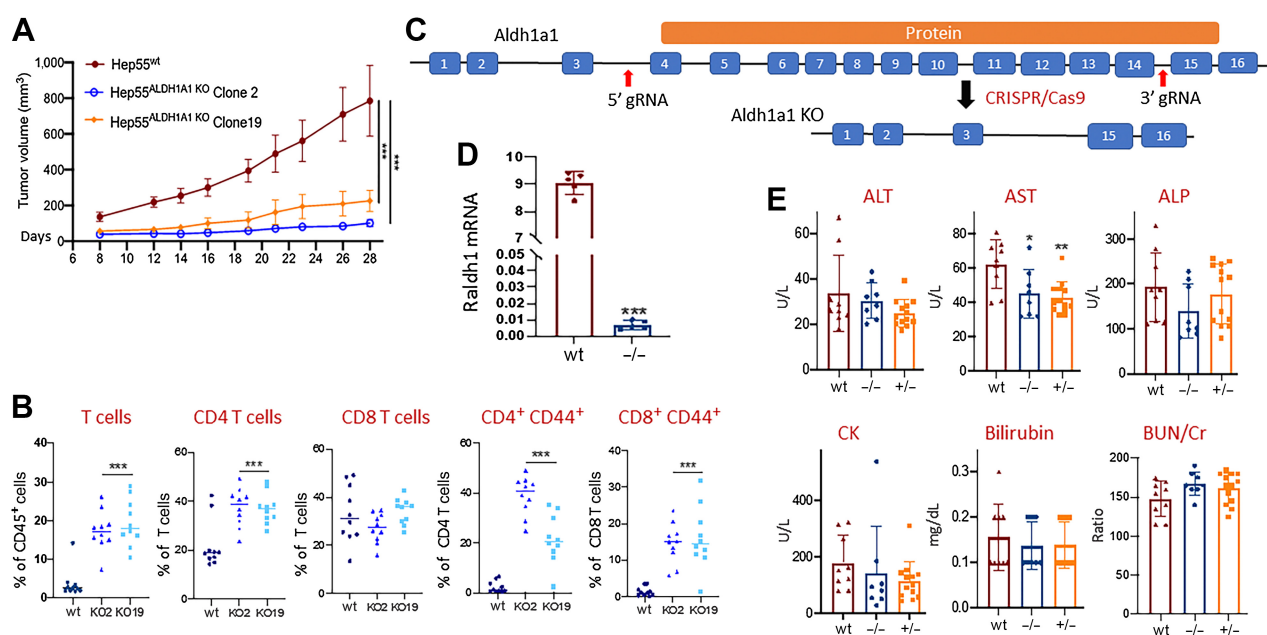 A
Tumor volume (mm³)
1,000
800
600
400
200
0
Hep55ʷᵗ
Hep55ᴬᴸᴰᴴ¹ᴬ¹ ᴷᴼ Clone 2
Hep55ᴬᴸᴰᴴ¹ᴬ¹ ᴷᴼ Clone19
***
***
Days
6 8 10 12 14 16 18 20 22 24 26 28
C
Aldh1a1
Protein
1 2 3 4 5 6 7 8 9 10 11 12 13 14 15 16
5' gRNA
CRISPR/Cas9
3' gRNA
Aldh1a1 KO
1 2 3 15 16
D
Raldh1 mRNA
10
9
8
7
0.05
0.04
0.03
0.02
0.01
0.00
***
wt −/−
B
T cells
% of CD45⁺ cells
40
30
20
10
0
***
wt KO2 KO19
CD4 T cells
% of T cells
60
40
20
0
***
wt KO2 KO19
CD8 T cells
% of T cells
60
40
20
0
wt KO2 KO19
CD4⁺ CD44⁺
% of CD4 T cells
60
40
20
0
***
wt KO2 KO19
CD8⁺ CD44⁺
% of CD8 T cells
40
30
20
10
0
***
wt KO2 KO19
E
ALT
U/L
60
40
20
0
wt −/− +/−
AST
U/L
80
60
40
20
0
*
**
wt −/− +/−
ALP
U/L
300
200
100
0
wt −/− +/−
CK
U/L
400
200
0
wt −/− +/−
Bilirubin
mg/dL
0.3
0.2
0.1
0.0
wt −/− +/−
BUN/Cr
Ratio
200
150
100
50
0
wt −/− +/−